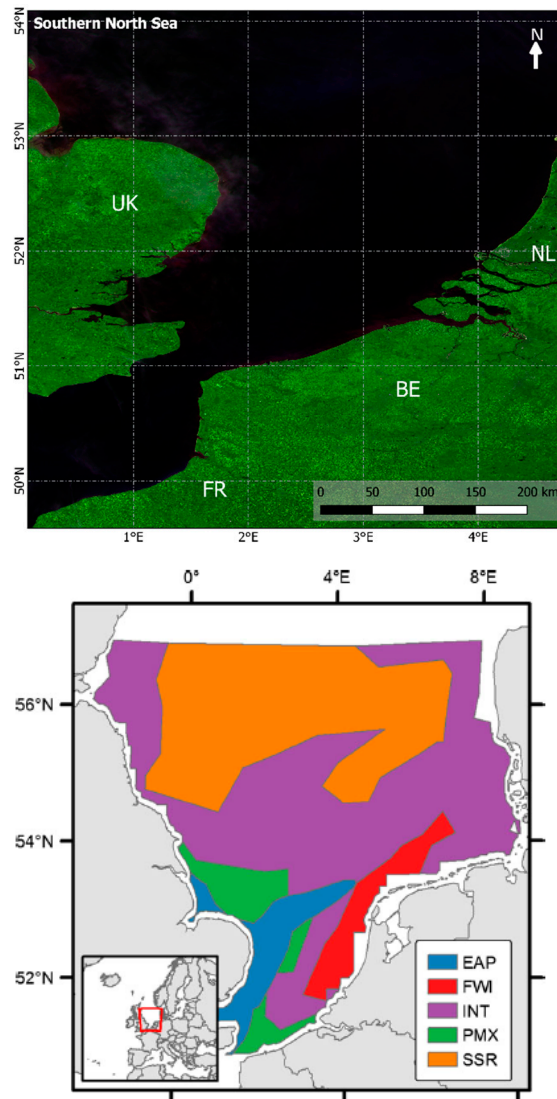 Southern North Sea
N
54°N
53°N
52°N
51°N
50°N
UK
NL
BE
FR
0 50 100 150 200 km
1°E 2°E 3°E 4°E
0° 4°E 8°E
56°N
54°N
52°N
EAP
FWI
INT
PMX
SSR